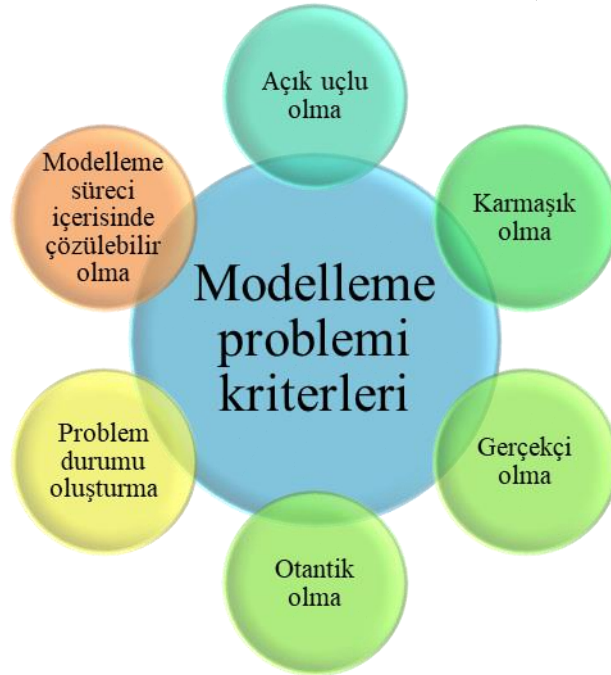 Açık uçlu
olma
Modelleme
süreci
içerisinde
çözülebilir
olma
Karmaşık
olma
Modelleme
problemi
kriterleri
Problem
durumu
oluşturma
Gerçekçi
olma
Otantik
olma